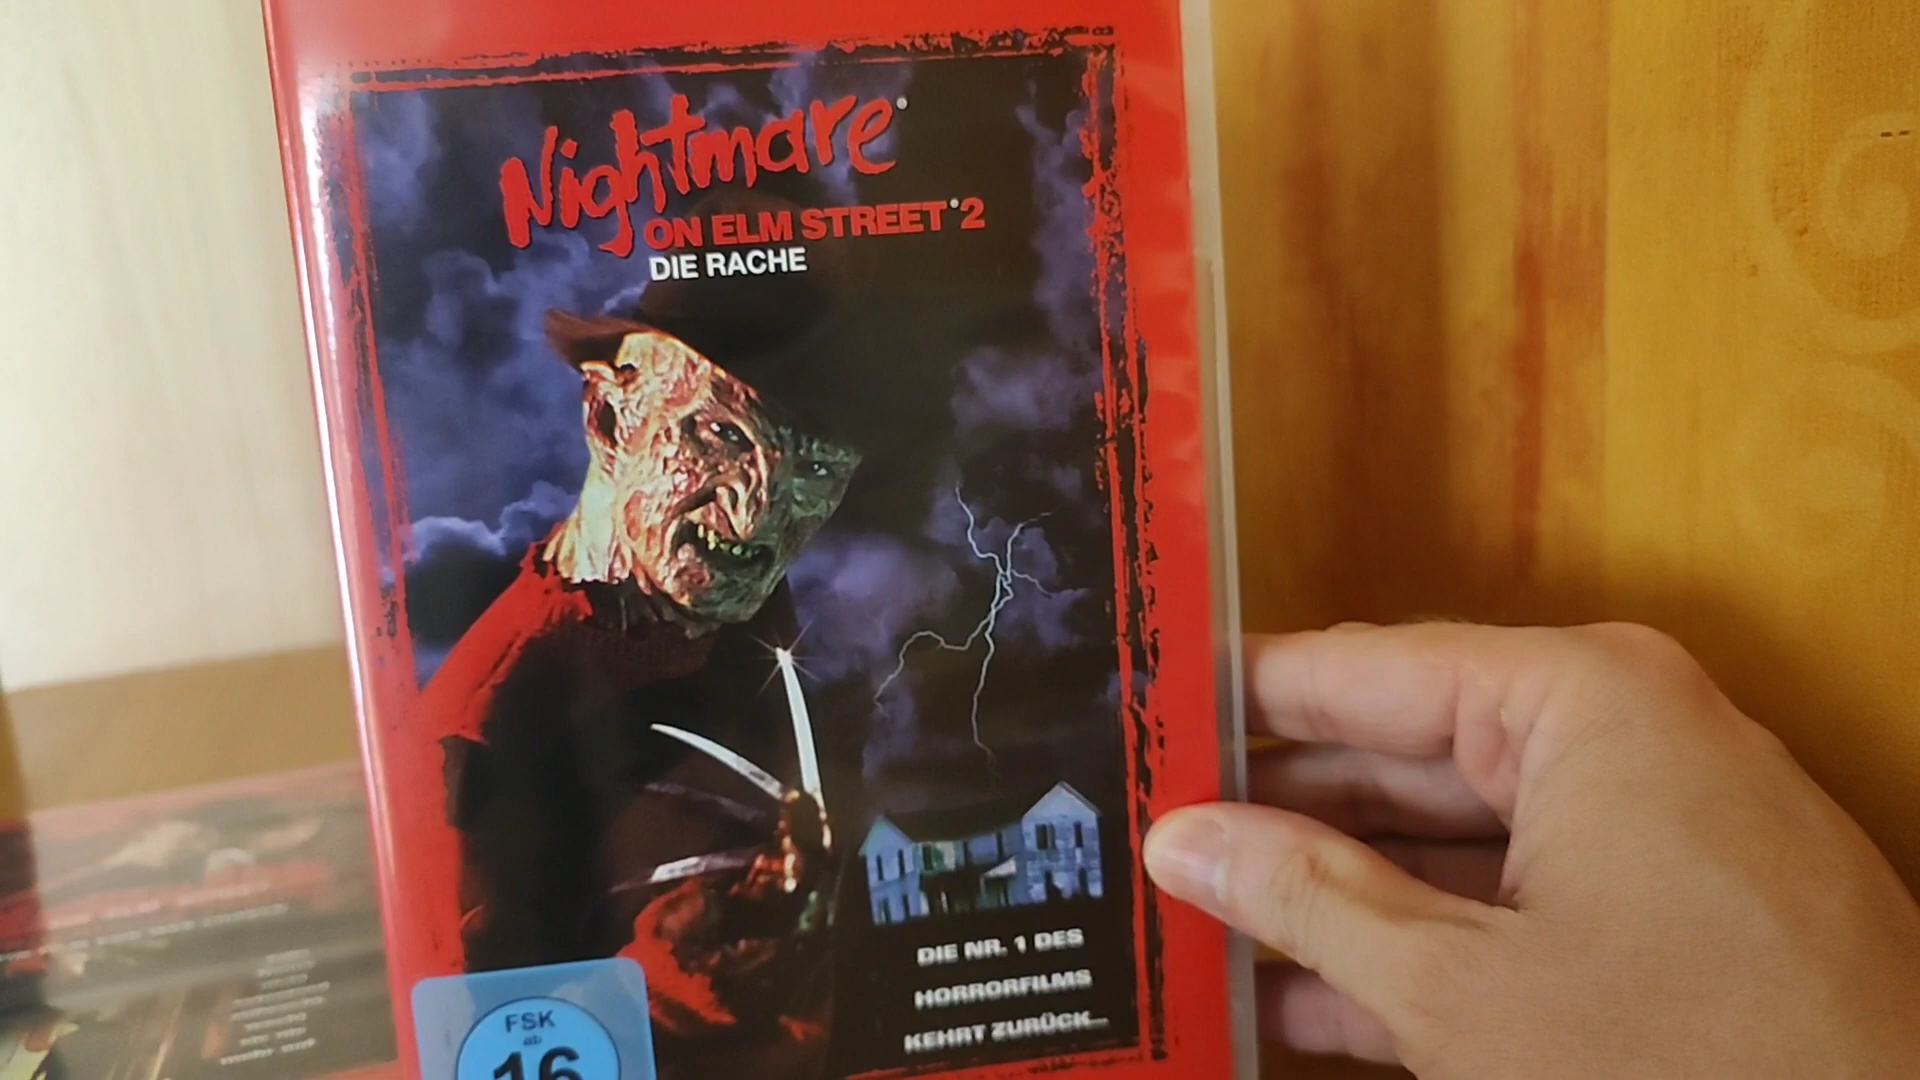 Nightmare
ON ELM STREET 2
DIE RACHE
DIE NR. 1 DES
HORRORFILMS
KEHRT ZURÜCK...
FSK
ab
16